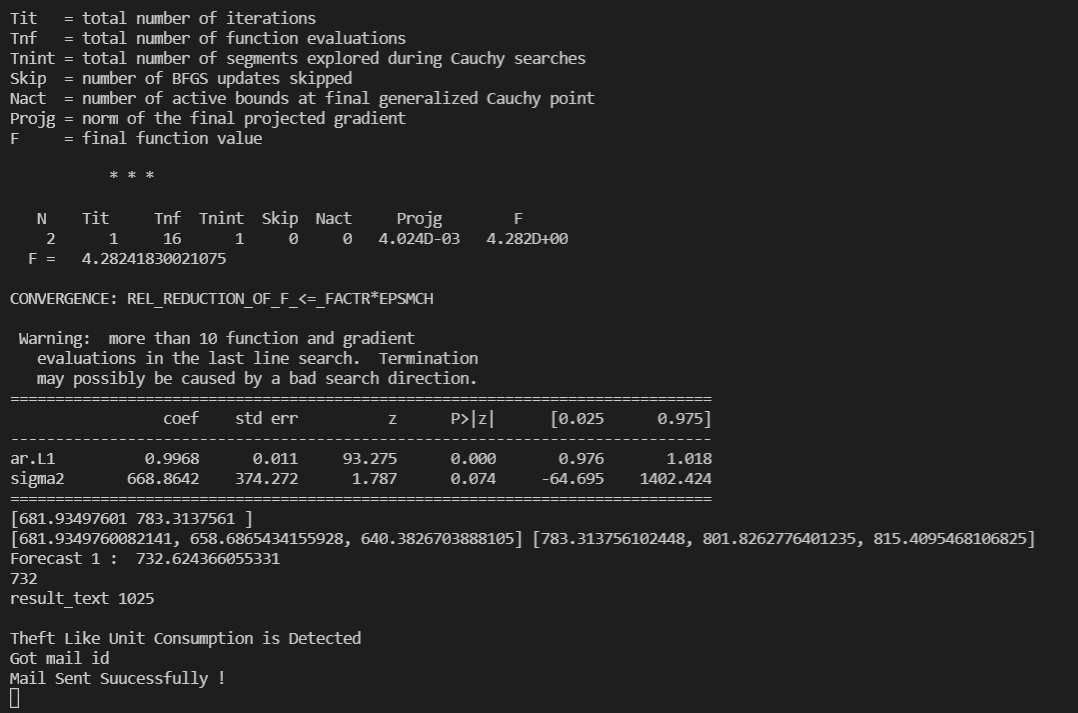 Tit   = total number of iterations
Tnf   = total number of function evaluations
Tnint = total number of segments explored during Cauchy searches
Skip  = number of BFGS updates skipped
Nact  = number of active bounds at final generalized Cauchy point
Projg = norm of the final projected gradient
F     = final function value
* * *
N    Tit     Tnf  Tnint  Skip  Nact     Projg        F
2      1     16      1     0     0   4.024D-03   4.282D+00
F =   4.28241830021075
CONVERGENCE: REL_REDUCTION_OF_F_<=_FACTR*EPSMCH
Warning:  more than 10 function and gradient
evaluations in the last line search.  Termination
may possibly be caused by a bad search direction.
==============================================================================
coef    std err          z      P>|z|      [0.025      0.975]
------------------------------------------------------------------------------
ar.L1          0.9968      0.011     93.275      0.000       0.976       1.018
sigma2       668.8642    374.272      1.787      0.074     -64.695    1402.424
==============================================================================
[681.93497601 783.3137561 ]
[681.9349760082141, 658.6865434155928, 640.3826703888105] [783.313756102448, 801.8262776401235, 815.4095468106825]
Forecast 1 :  732.624366055331
732
result_text 1025
Theft Like Unit Consumption is Detected
Got mail id
Mail Sent Suucessfully !